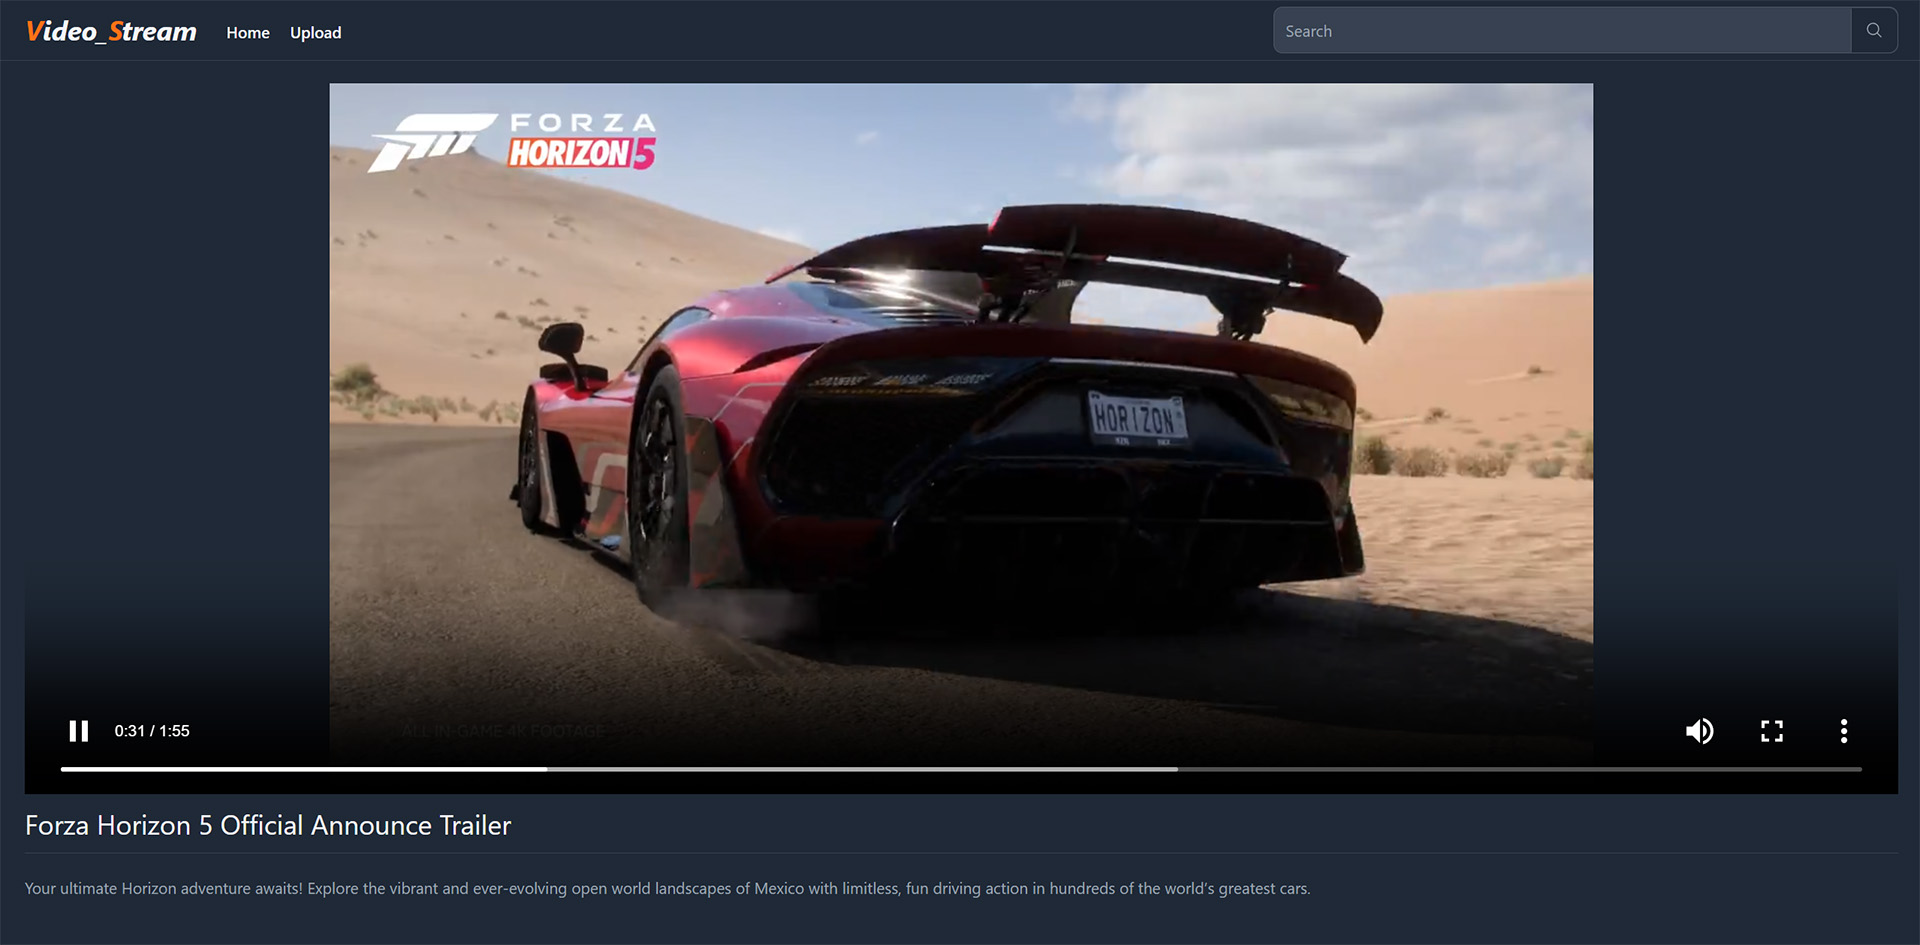 Video_Stream
Home
Upload
Search
FORZA
HORIZON 5
HORIZON
ALL IN-GAME 4K FOOTAGE
0:31 / 1:55
Forza Horizon 5 Official Announce Trailer
Your ultimate Horizon adventure awaits! Explore the vibrant and ever-evolving open world landscapes of Mexico with limitless, fun driving action in hundreds of the world’s greatest cars.